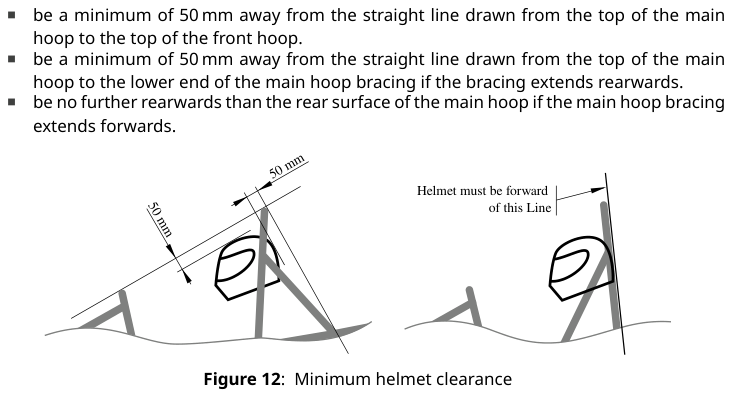 ▪ be a minimum of 50 mm away from the straight line drawn from the top of the main
hoop to the top of the front hoop.
▪ be a minimum of 50 mm away from the straight line drawn from the top of the main
hoop to the lower end of the main hoop bracing if the bracing extends rearwards.
▪ be no further rearwards than the rear surface of the main hoop if the main hoop bracing
extends forwards.
50 mm
50 mm
Helmet must be forward
of this Line
Figure 12: Minimum helmet clearance